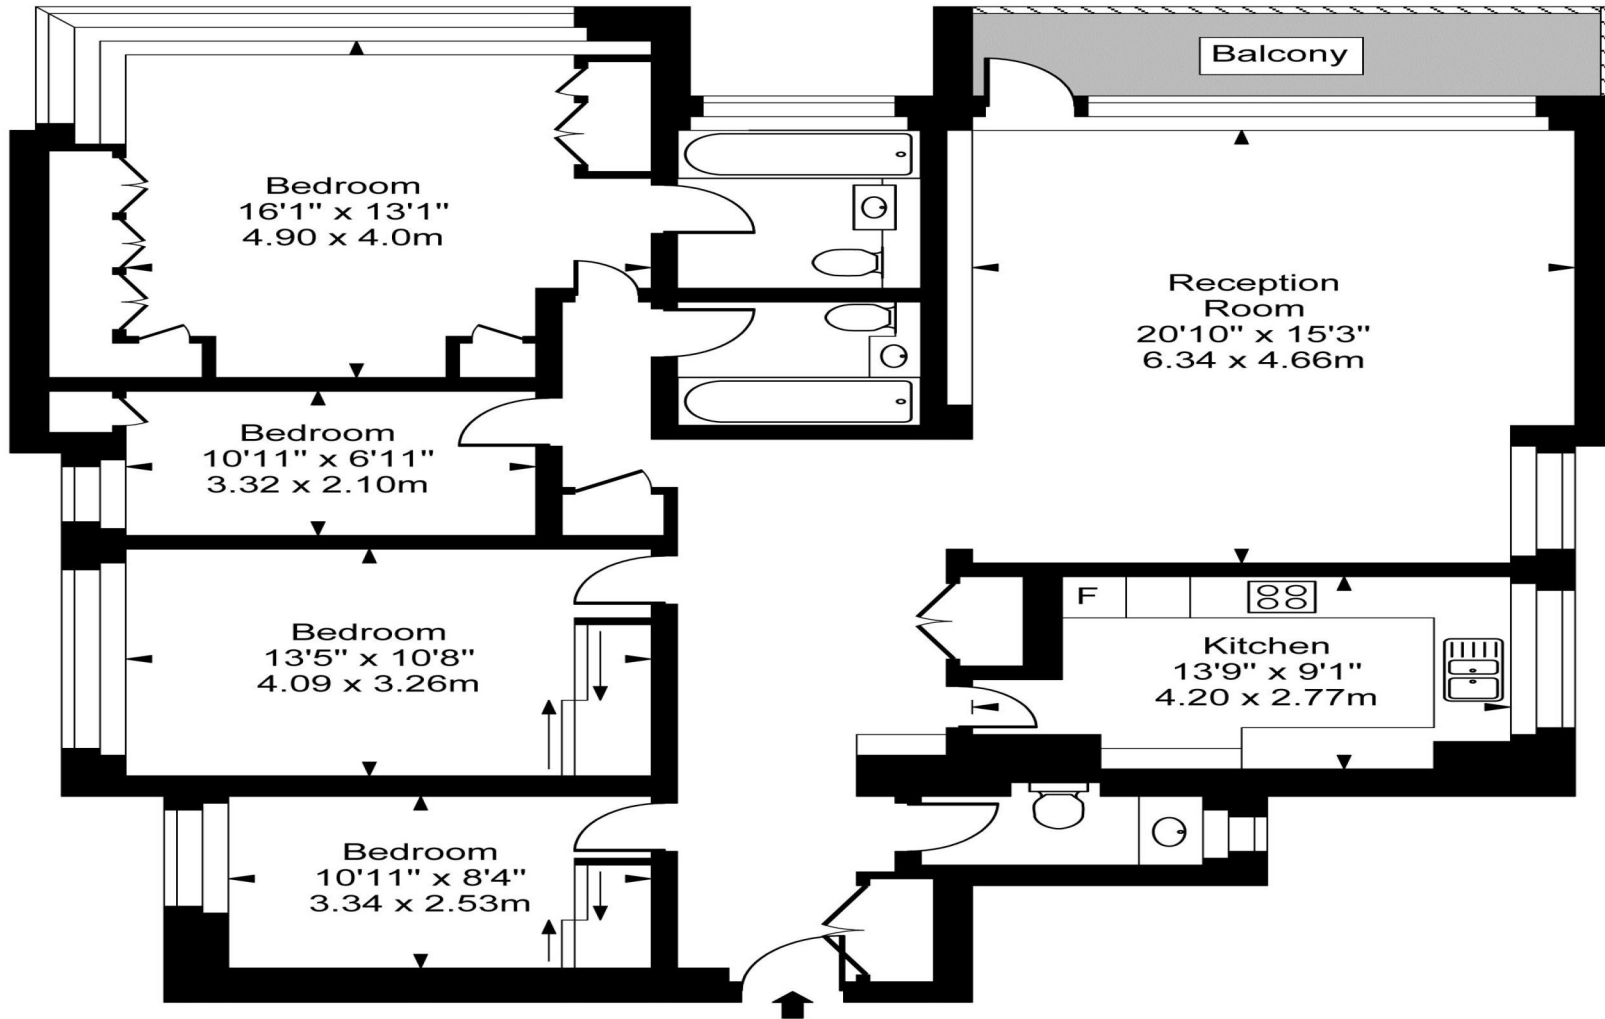 Balcony
Bedroom
16'1" x 13'1"
4.90 x 4.0m
Reception
Room
20'10" x 15'3"
6.34 x 4.66m
Bedroom
10'11" x 6'11"
3.32 x 2.10m
Bedroom
13'5" x 10'8"
4.09 x 3.26m
F
Kitchen
13'9" x 9'1"
4.20 x 2.77m
Bedroom
10'11" x 8'4"
3.34 x 2.53m